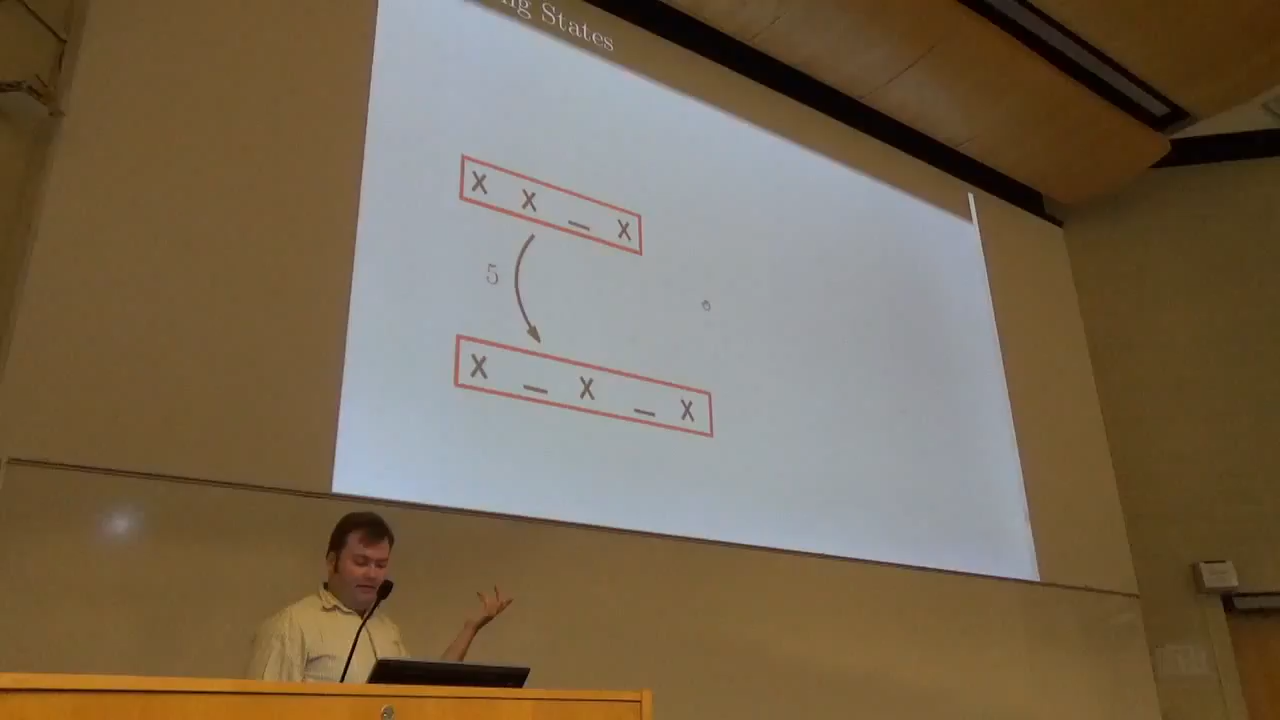 States
x x _ x
5
x _ x _ x